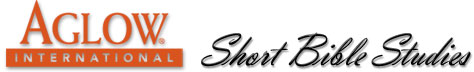 AGLOW®
INTERNATIONAL
Short Bible Studies